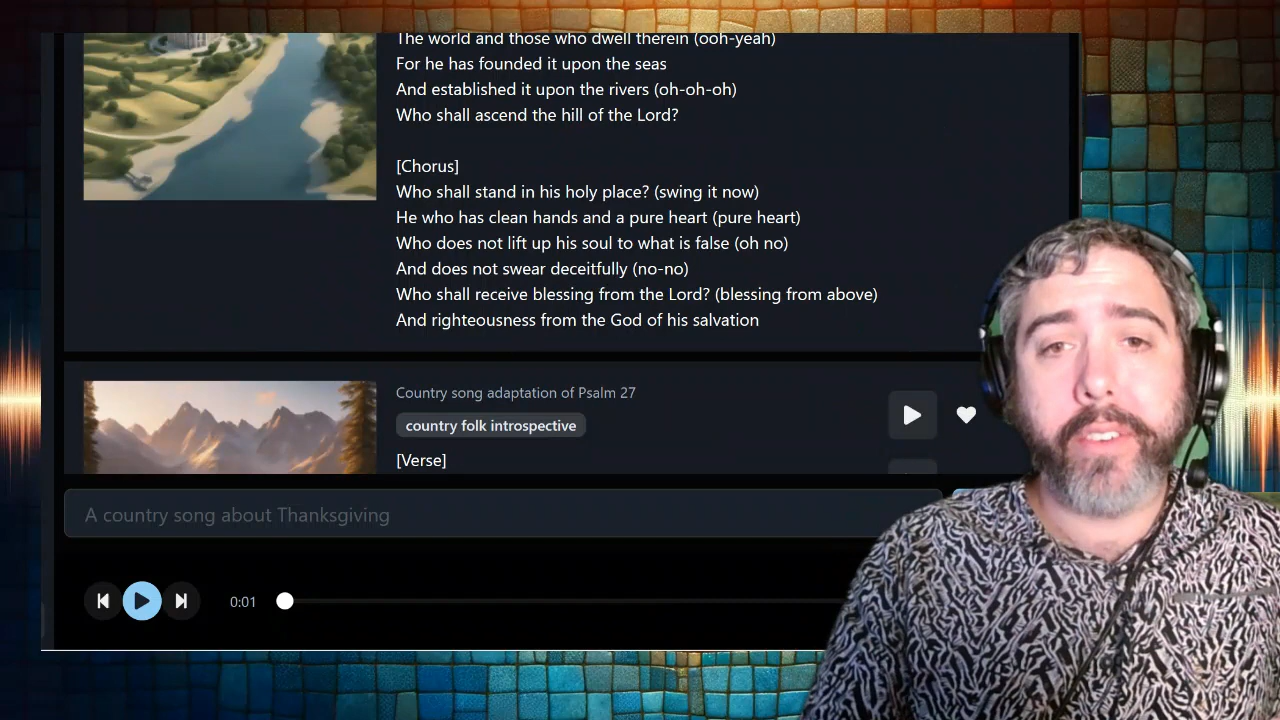 The world and those who dwell therein (ooh-yeah)
For he has founded it upon the seas
And established it upon the rivers (oh-oh-oh)
Who shall ascend the hill of the Lord?
[Chorus]
Who shall stand in his holy place? (swing it now)
He who has clean hands and a pure heart (pure heart)
Who does not lift up his soul to what is false (oh no)
And does not swear deceitfully (no-no)
Who shall receive blessing from the Lord? (blessing from above)
And righteousness from the God of his salvation
Country song adaptation of Psalm 27
country folk introspective
[Verse]
A country song about Thanksgiving
0:01